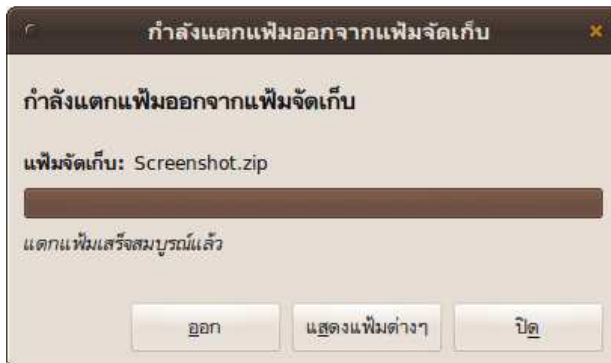 กำลังแตกแฟ้มออกจากแฟ้มจัดเก็บ
กำลังแตกแฟ้มออกจากแฟ้มจัดเก็บ
แฟ้มจัดเก็บ: Screenshot.zip
แตกแฟ้มเสร็จสมบูรณ์แล้ว
ออก แสดงแฟ้มต่างๆ ปิด